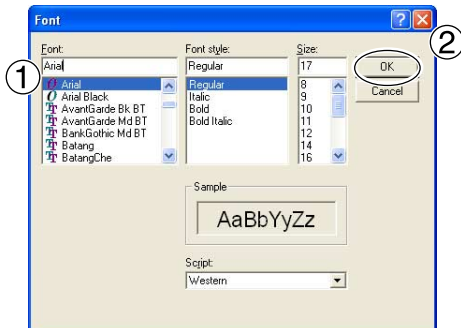 Font
②
Font: Font style: Size:
Arial Regular 17 OK
① Arial Regular 8 Cancel
Arial Black Italic 9
AvantGarde Bk BT Bold 10
AvantGarde Md BT Bold Italic 11
BankGothic Md BT 12
Batang 14
BatangChe 16
Sample
AaBbYyZz
Script:
Western